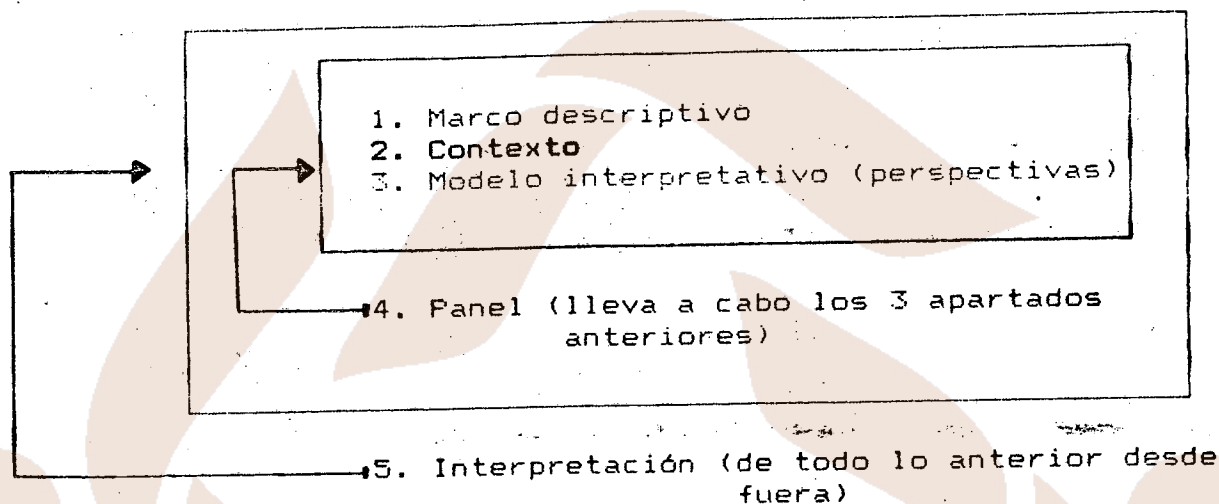 1. Marco descriptivo
2. Contexto
3. Modelo interpretativo (perspectivas)
4. Panel (lleva a cabo los 3 apartados
anteriores)
5. Interpretación (de todo lo anterior desde
fuera)